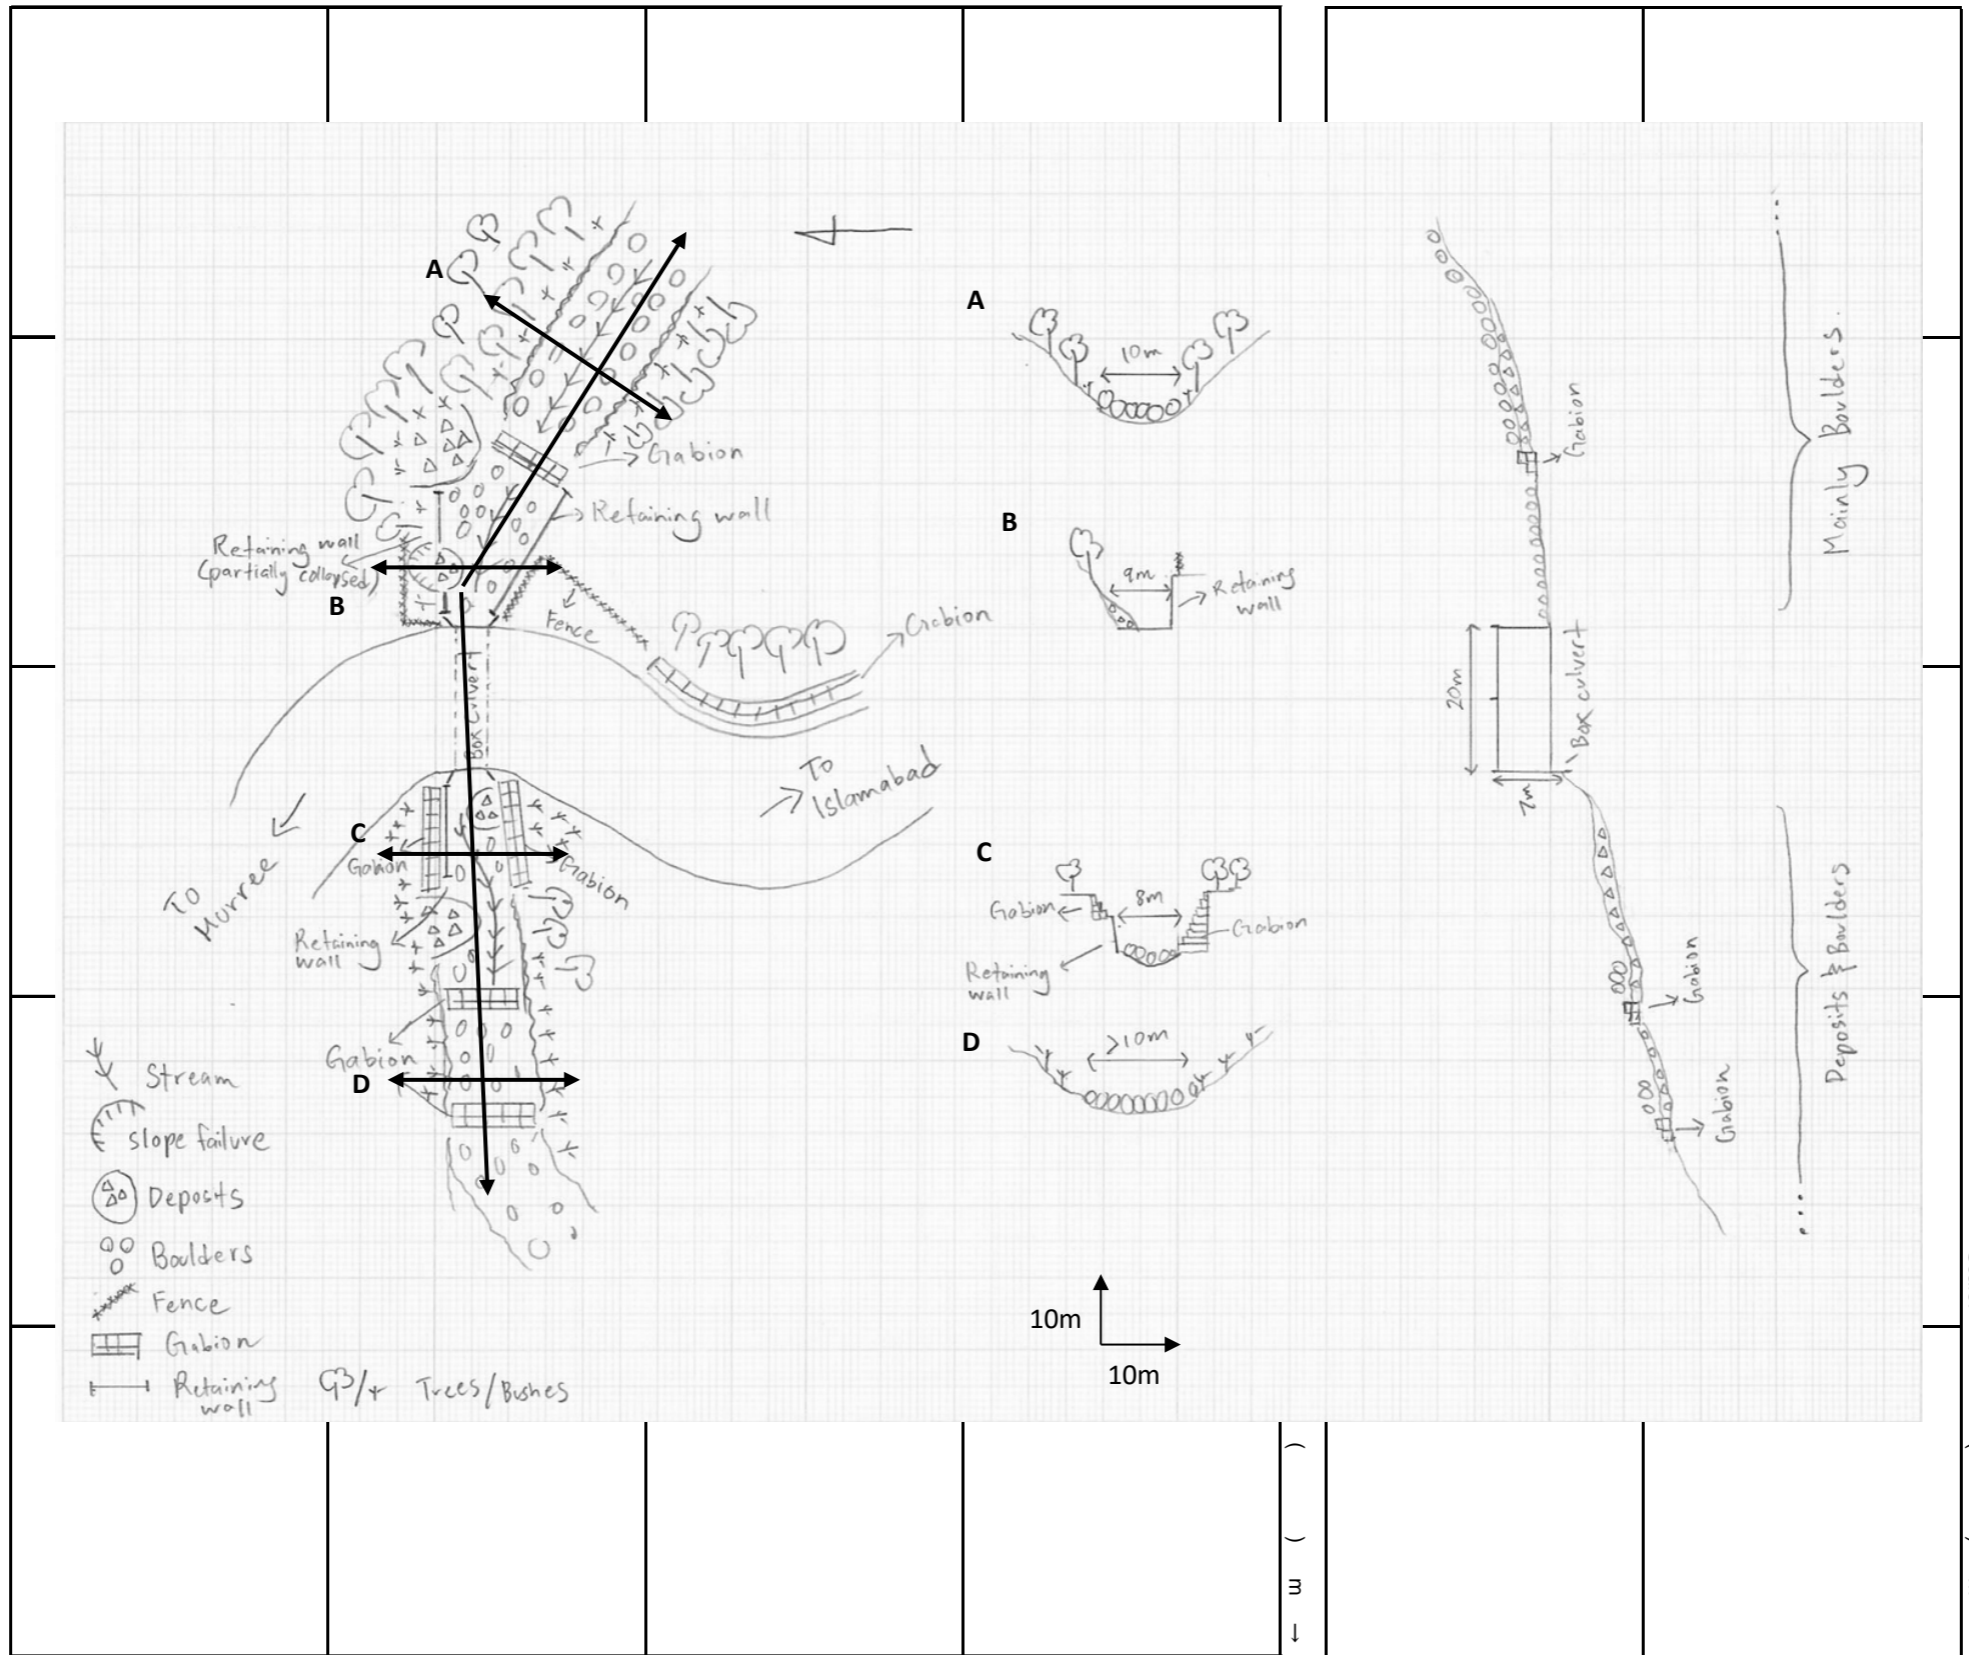 A
Gabion
Retaining wall
Retaining wall
(partially collapsed)
B
Fence
Gabion
Box culvert
To
Islamabad
To
Murree
C
Gabion
Gabion
Retaining
wall
Gabion
D
Stream
Slope failure
Deposits
Boulders
Fence
Gabion
Retaining
wall
Trees/Bushes
A
10m
B
9m
Retaining
wall
C
8m
Gabion
Gabion
Retaining
wall
D
>10m
10m
10m
Gabion
Mainly Boulders.
20m
Box culvert
7m
Gabion
Gabion
Deposits & Boulders
( ) m →